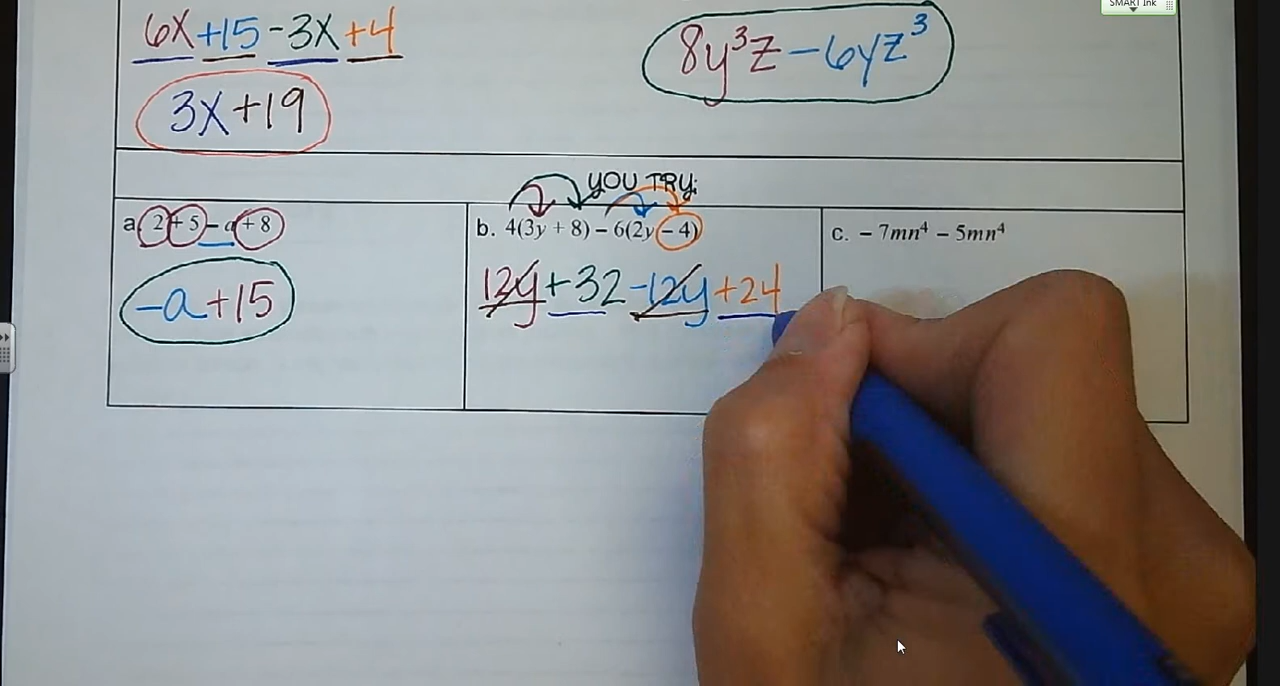 SMART Ink
6x +15 -3x +4
8y³z - 6yz³
3x +19
YOU TRY:
a 2 + 5 - a + 8
b. 4(3y + 8) - 6(2y - 4)
c. - 7mn⁴ - 5mn⁴
-a +15
12y +32 -12y +24